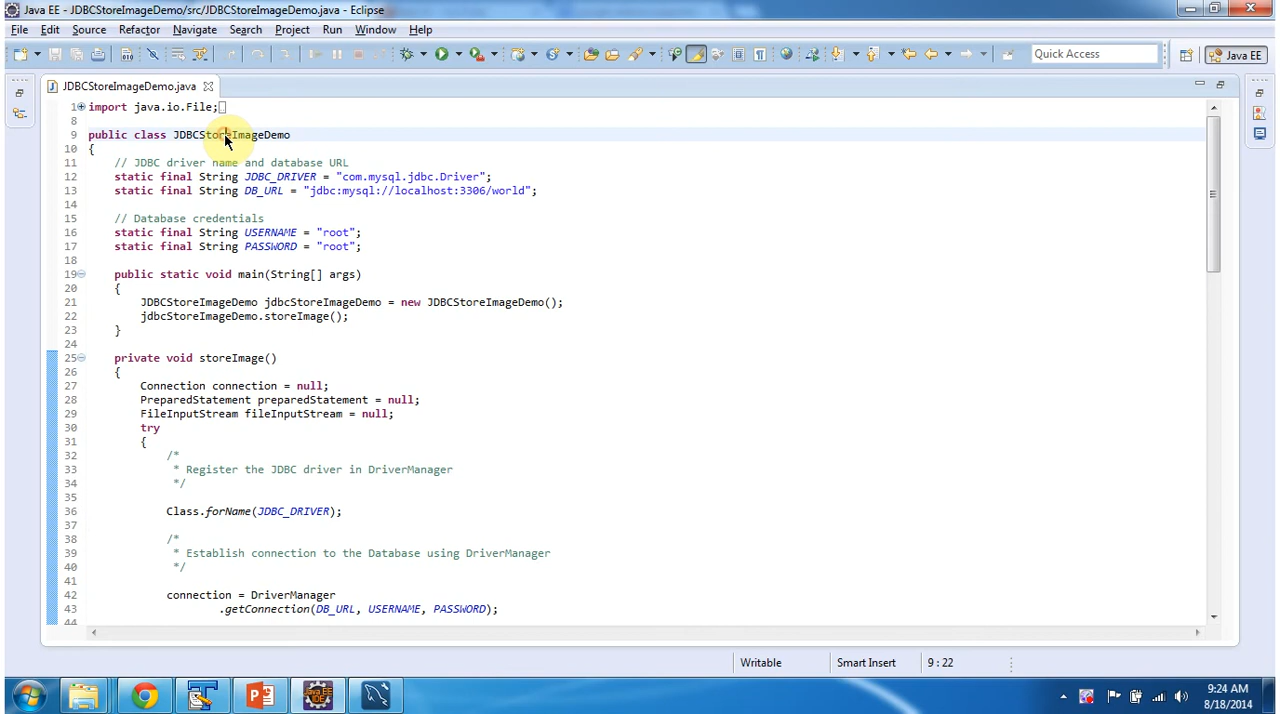 Java EE - JDBCStoreImageDemo/src/JDBCStoreImageDemo.java - Eclipse
File Edit Source Refactor Navigate Search Project Run Window Help
Quick Access Java EE
JDBCStoreImageDemo.java
1 import java.io.File;
8
9 public class JDBCStoreImageDemo
10 {
11 // JDBC driver name and database URL
12 static final String JDBC_DRIVER = "com.mysql.jdbc.Driver";
13 static final String DB_URL = "jdbc:mysql://localhost:3306/world";
14
15 // Database credentials
16 static final String USERNAME = "root";
17 static final String PASSWORD = "root";
18
19 public static void main(String[] args)
20 {
21 JDBCStoreImageDemo jdbcStoreImageDemo = new JDBCStoreImageDemo();
22 jdbcStoreImageDemo.storeImage();
23 }
24
25 private void storeImage()
26 {
27 Connection connection = null;
28 PreparedStatement preparedStatement = null;
29 FileInputStream fileInputStream = null;
30 try
31 {
32 /*
33 * Register the JDBC driver in DriverManager
34 */
35
36 Class.forName(JDBC_DRIVER);
37
38 /*
39 * Establish connection to the Database using DriverManager
40 */
41
42 connection = DriverManager
43 .getConnection(DB_URL, USERNAME, PASSWORD);
44
Writable Smart Insert 9 : 22
Java EE IDE
9:24 AM
8/18/2014